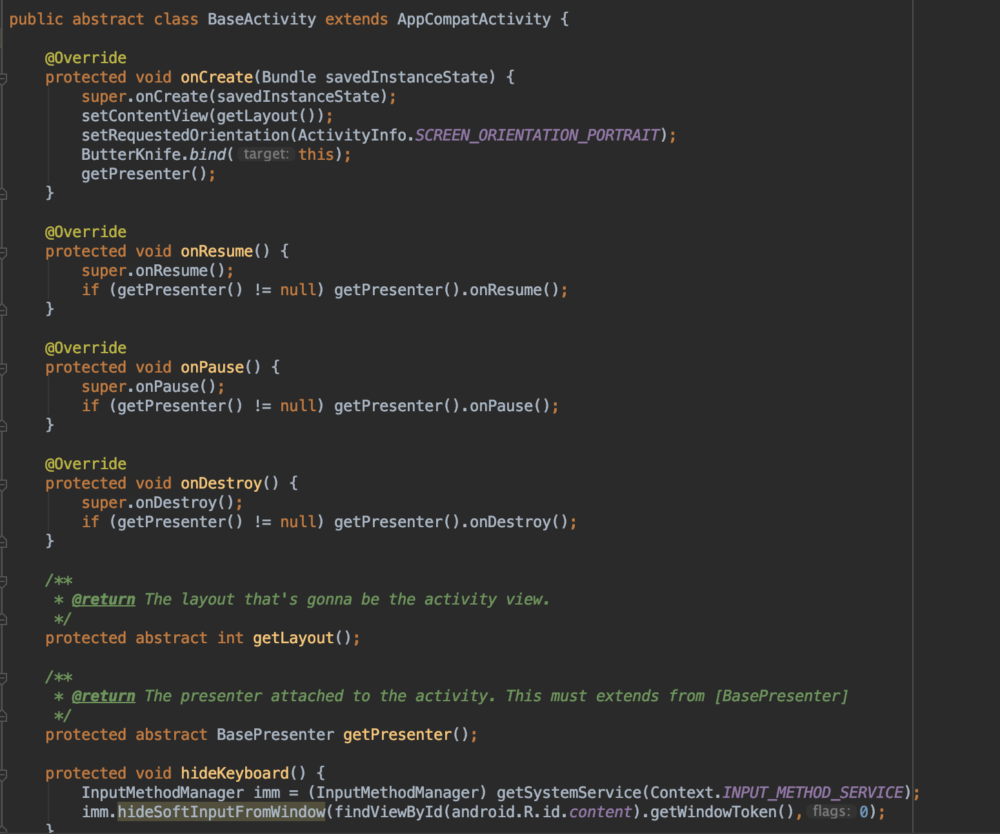 public abstract class BaseActivity extends AppCompatActivity {
@Override
protected void onCreate(Bundle savedInstanceState) {
super.onCreate(savedInstanceState);
setContentView(getLayout());
setRequestedOrientation(ActivityInfo.SCREEN_ORIENTATION_PORTRAIT);
ButterKnife.bind( target: this);
getPresenter();
}
@Override
protected void onResume() {
super.onResume();
if (getPresenter() != null) getPresenter().onResume();
}
@Override
protected void onPause() {
super.onPause();
if (getPresenter() != null) getPresenter().onPause();
}
@Override
protected void onDestroy() {
super.onDestroy();
if (getPresenter() != null) getPresenter().onDestroy();
}
/**
* @return The layout that's gonna be the activity view.
*/
protected abstract int getLayout();
/**
* @return The presenter attached to the activity. This must extends from [BasePresenter]
*/
protected abstract BasePresenter getPresenter();
protected void hideKeyboard() {
InputMethodManager imm = (InputMethodManager) getSystemService(Context.INPUT_METHOD_SERVICE);
imm.hideSoftInputFromWindow(findViewById(android.R.id.content).getWindowToken(), flags: 0);
}